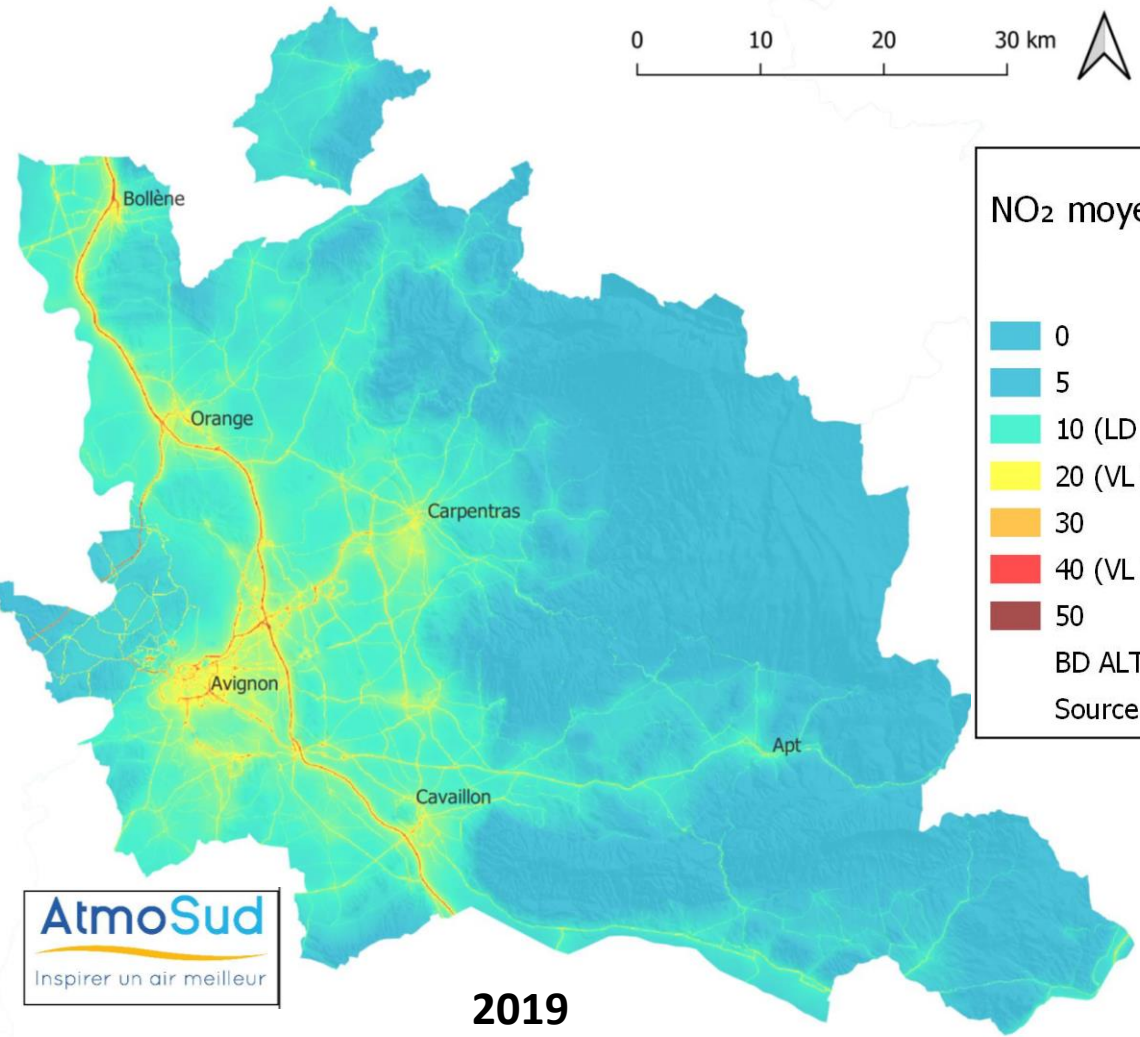 0 10 20 30 km
NO₂ moye
0
5
10 (LD
20 (VL
30
40 (VL
50
BD ALT
Source
Bollène
Orange
Carpentras
Avignon
Apt
Cavaillon
AtmoSud
Inspirer un air meilleur
2019